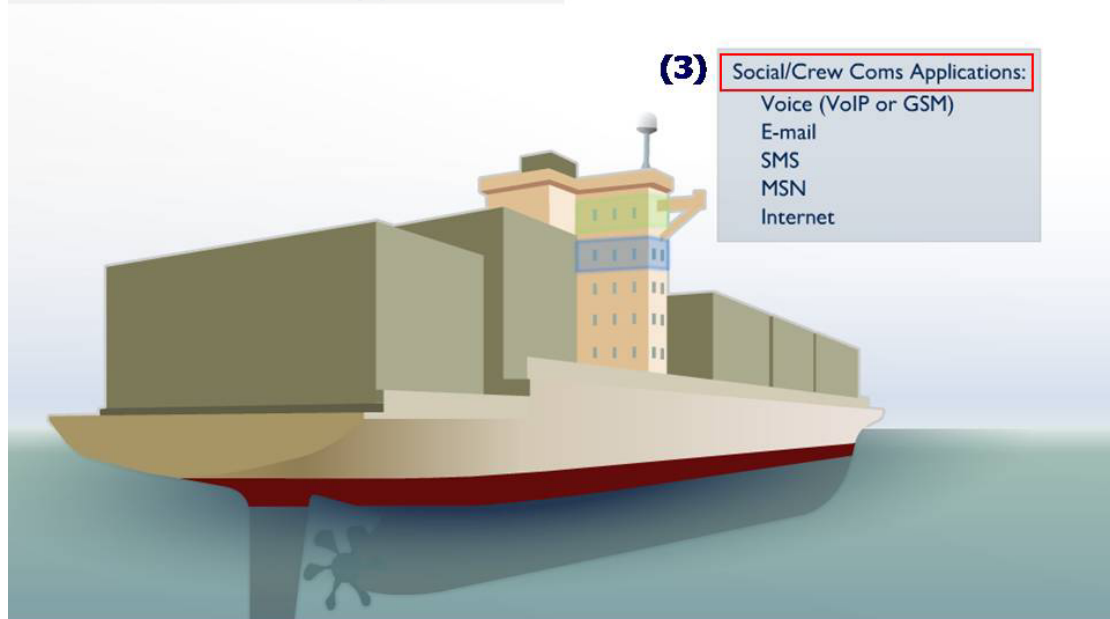 (3) Social/Crew Coms Applications:
Voice (VoIP or GSM)
E-mail
SMS
MSN
Internet